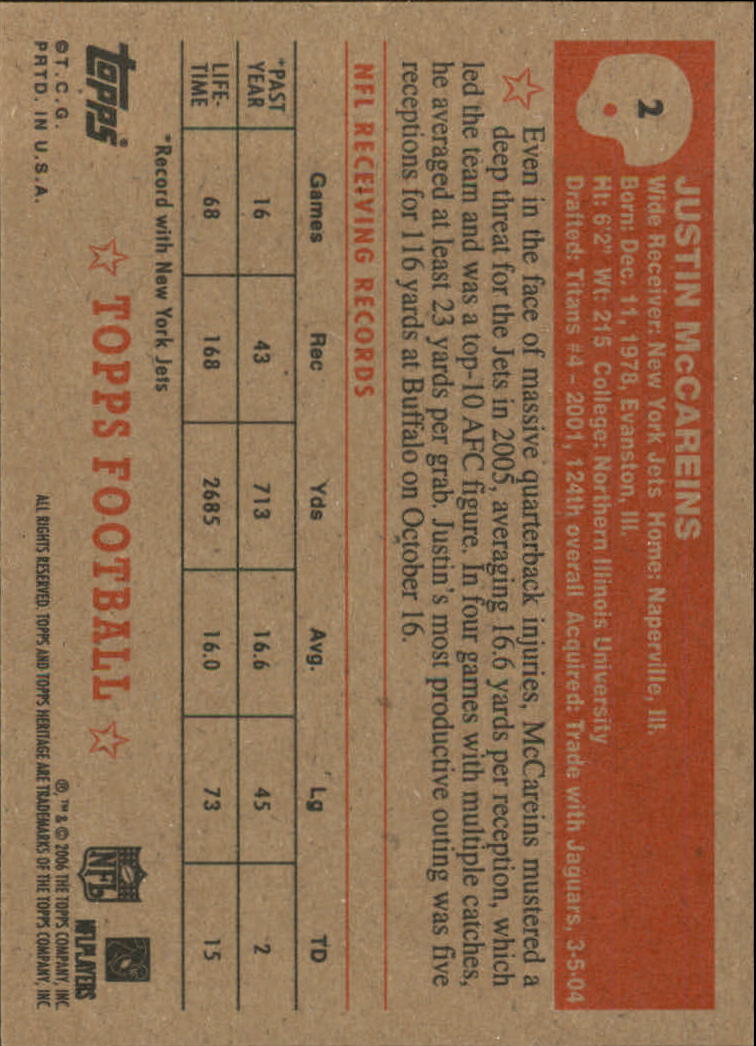 2
JUSTIN McCAREINS
Wide Receiver: New York Jets Home: Naperville, Ill.
Born: Dec. 11, 1978, Evanston, Ill.
Ht: 6'2" Wt: 215 College: Northern Illinois University
Drafted: Titans #4 – 2001, 124th overall Acquired: Trade with Jaguars, 3-5-04
Even in the face of massive quarterback injuries, McCareins mustered a
deep threat for the Jets in 2005, averaging 16.6 yards per reception, which
led the team and was a top-10 AFC figure. In four games with multiple catches,
he averaged at least 23 yards per grab. Justin's most productive outing was five
receptions for 116 yards at Buffalo on October 16.
NFL RECEIVING RECORDS
Games Rec Yds Avg. Lg TD
*PAST YEAR 16 43 713 16.6 45 2
LIFE-TIME 68 168 2685 16.0 73 15
*Record with New York Jets
topps
©T.C.G.
PRTD. IN U.S.A.
TOPPS FOOTBALL
NFL
NFLPLAYERS
®, ™ & © 2006 THE TOPPS COMPANY, INC
ALL RIGHTS RESERVED. TOPPS AND TOPPS HERITAGE ARE TRADEMARKS OF THE TOPPS COMPANY, INC